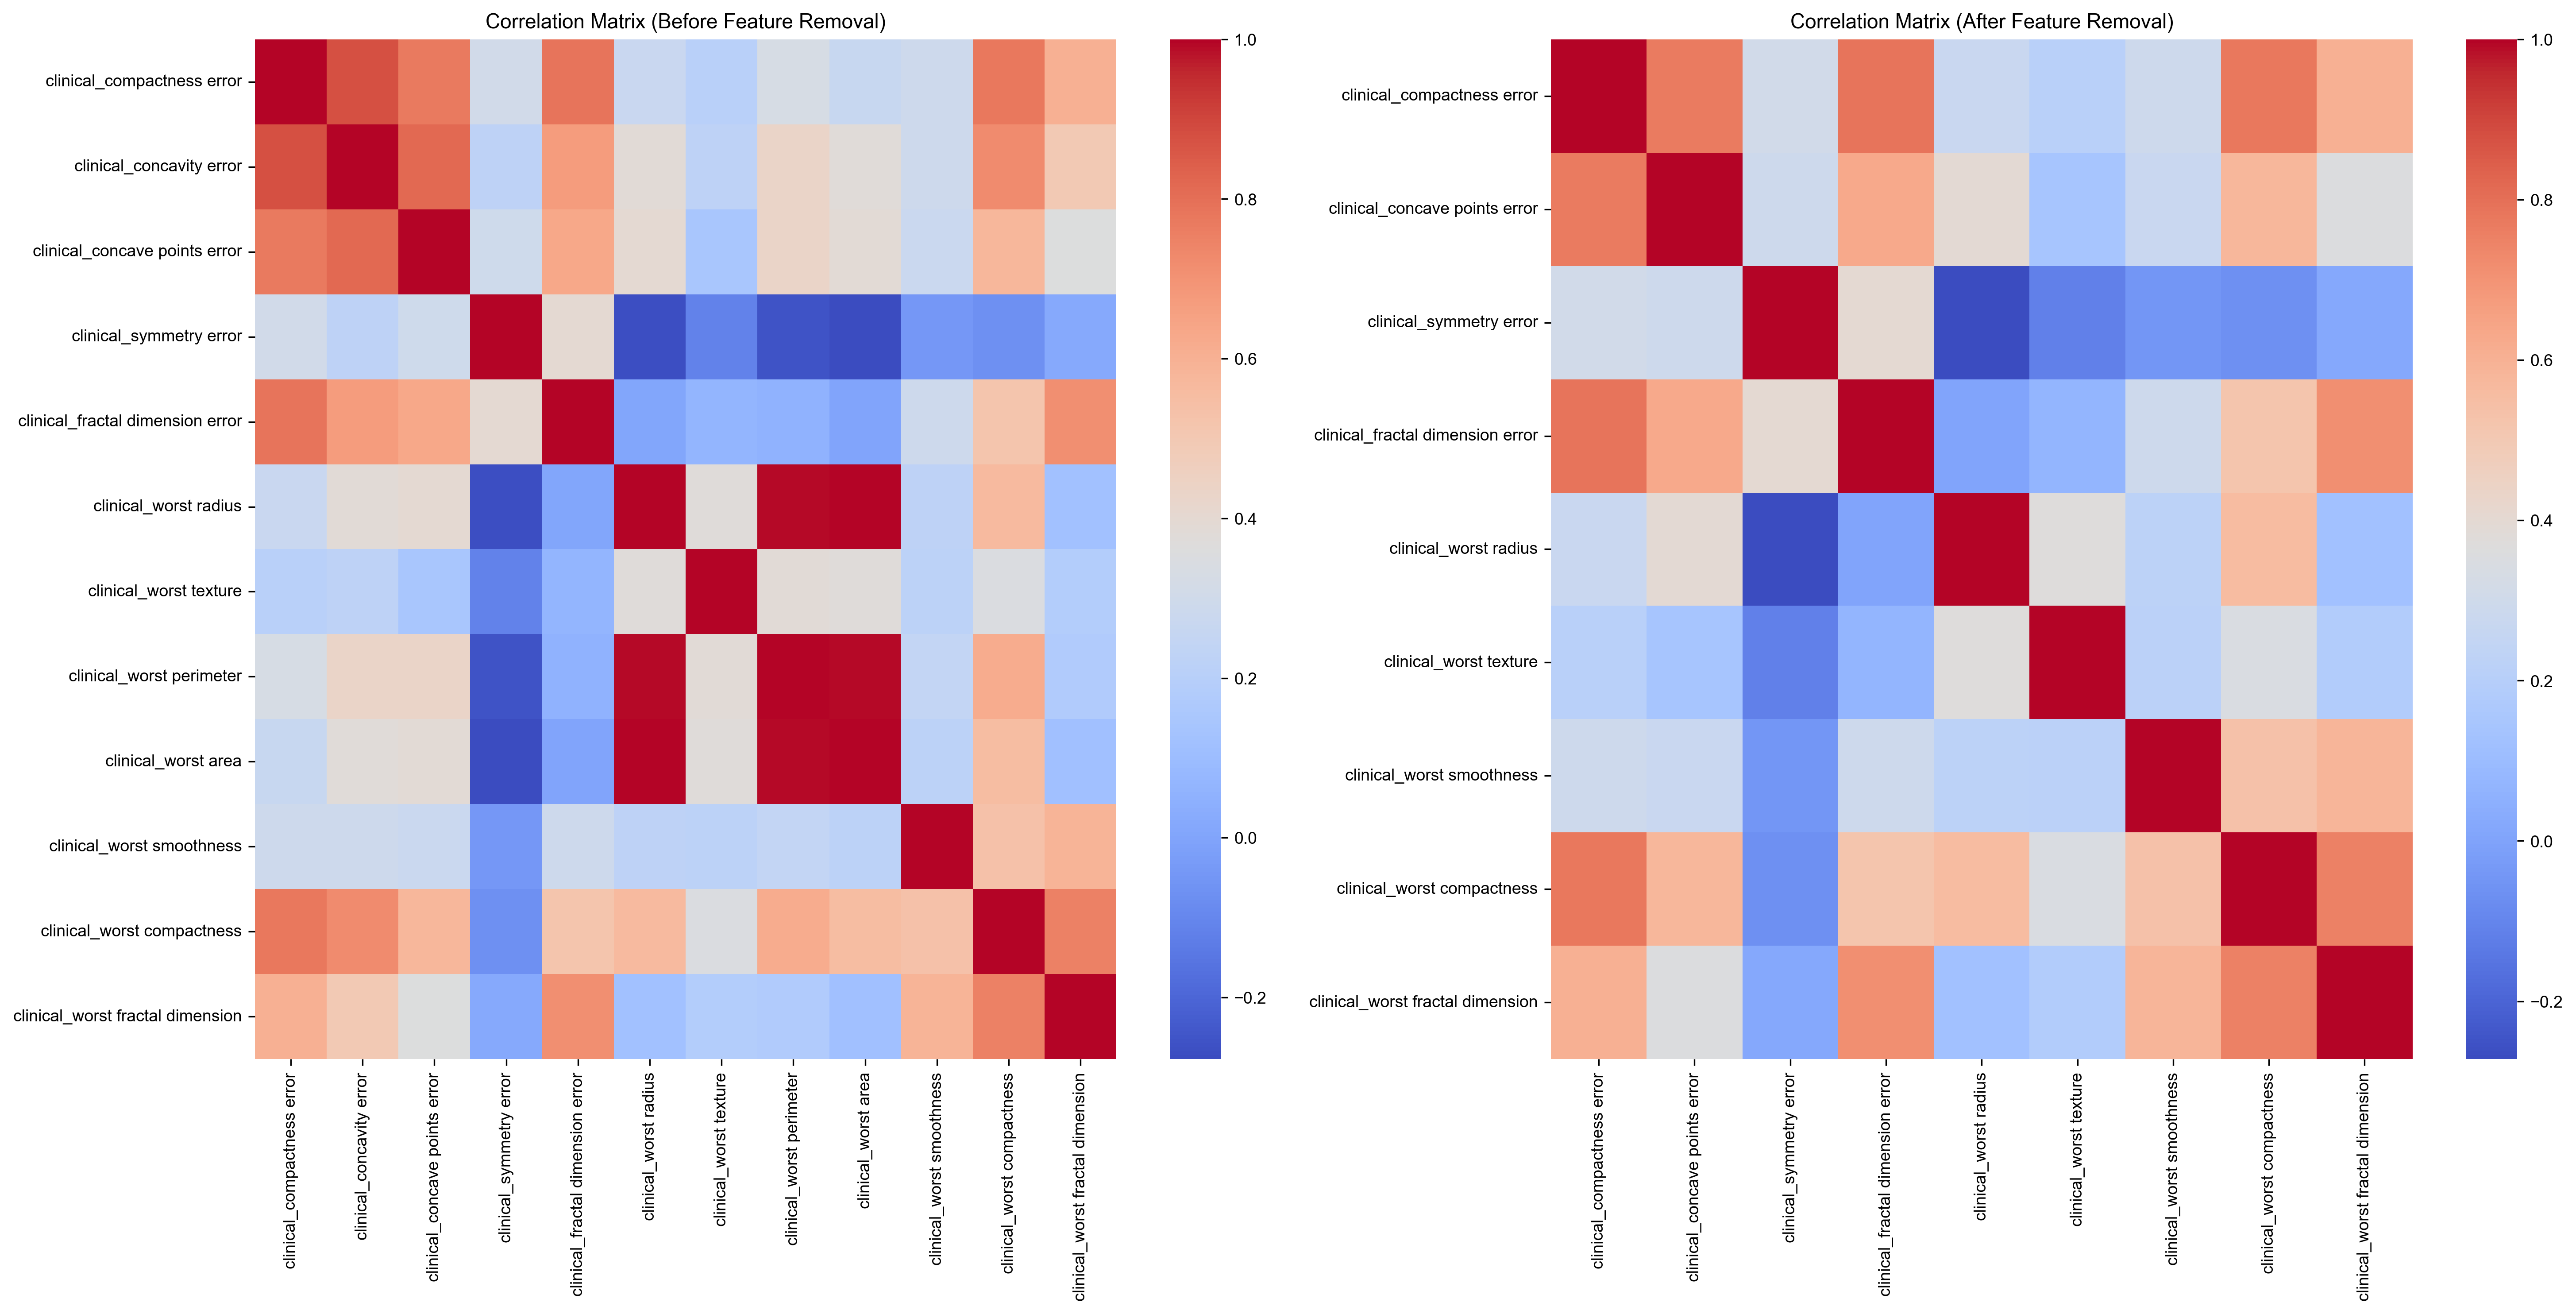 Correlation Matrix (Before Feature Removal)
clinical_compactness error
clinical_concavity error
clinical_concave points error
clinical_symmetry error
clinical_fractal dimension error
clinical_worst radius
clinical_worst texture
clinical_worst perimeter
clinical_worst area
clinical_worst smoothness
clinical_worst compactness
clinical_worst fractal dimension
clinical_compactness error
clinical_concavity error
clinical_concave points error
clinical_symmetry error
clinical_fractal dimension error
clinical_worst radius
clinical_worst texture
clinical_worst perimeter
clinical_worst area
clinical_worst smoothness
clinical_worst compactness
clinical_worst fractal dimension
1.0
0.8
0.6
0.4
0.2
0.0
−0.2
Correlation Matrix (After Feature Removal)
clinical_compactness error
clinical_concave points error
clinical_symmetry error
clinical_fractal dimension error
clinical_worst radius
clinical_worst texture
clinical_worst smoothness
clinical_worst compactness
clinical_worst fractal dimension
clinical_compactness error
clinical_concave points error
clinical_symmetry error
clinical_fractal dimension error
clinical_worst radius
clinical_worst texture
clinical_worst smoothness
clinical_worst compactness
clinical_worst fractal dimension
1.0
0.8
0.6
0.4
0.2
0.0
−0.2